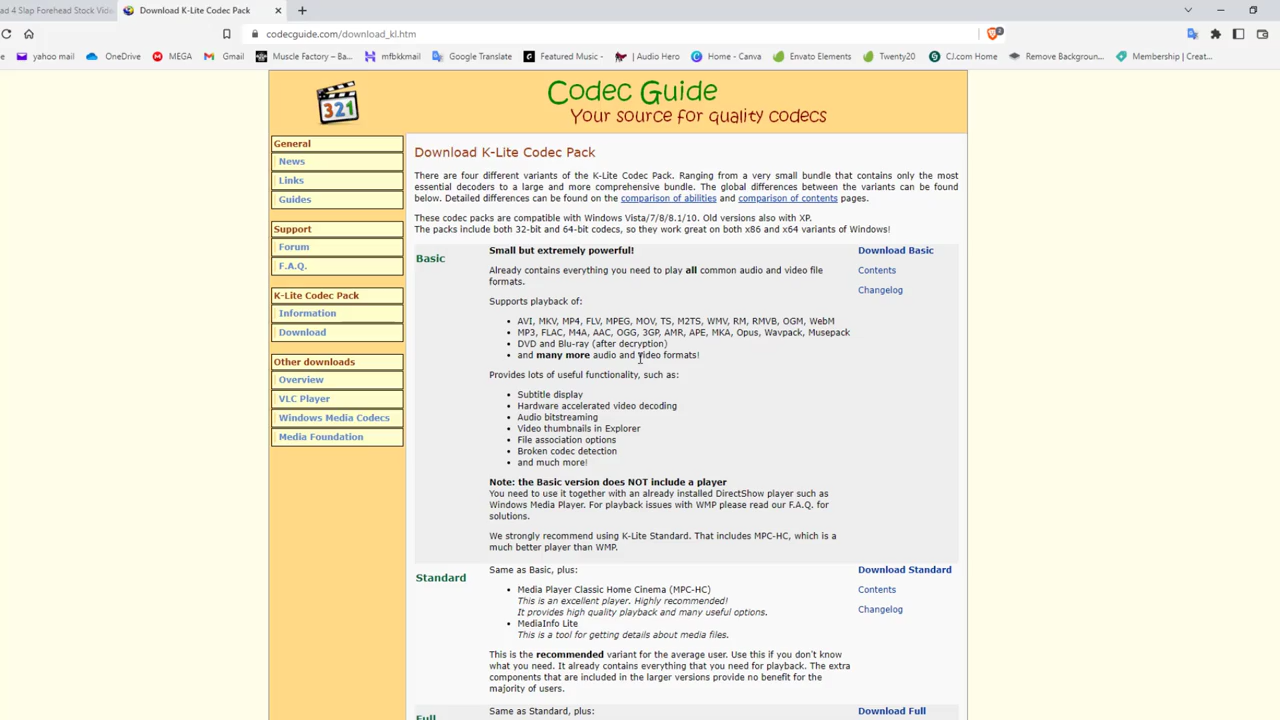 ad 4 Slap Forehead Stock Vide
Download K-Lite Codec Pack
codecguide.com/download_kl.htm
2
yahoo mail
OneDrive
MEGA
Gmail
Muscle Factory – Ba...
mfbkkmail
Google Translate
Featured Music - ...
| Audio Hero
Home - Canva
Envato Elements
Twenty20
CJ.com Home
Remove Backgroun...
Membership | Creat...
321
Codec Guide
Your source for quality codecs
General
News
Links
Guides
Support
Forum
F.A.Q.
K-Lite Codec Pack
Information
Download
Other downloads
Overview
VLC Player
Windows Media Codecs
Media Foundation
Download K-Lite Codec Pack
There are four different variants of the K-Lite Codec Pack. Ranging from a very small bundle that contains only the most
essential decoders to a large and more comprehensive bundle. The global differences between the variants can be found
below. Detailed differences can be found on the comparison of abilities and comparison of contents pages.
These codec packs are compatible with Windows Vista/7/8/8.1/10. Old versions also with XP.
The packs include both 32-bit and 64-bit codecs, so they work great on both x86 and x64 variants of Windows!
Basic
Small but extremely powerful!
Already contains everything you need to play all common audio and video file
formats.
Supports playback of:
• AVI, MKV, MP4, FLV, MPEG, MOV, TS, M2TS, WMV, RM, RMVB, OGM, WebM
• MP3, FLAC, M4A, AAC, OGG, 3GP, AMR, APE, MKA, Opus, Wavpack, Musepack
• DVD and Blu-ray (after decryption)
• and many more audio and video formats!
Provides lots of useful functionality, such as:
• Subtitle display
• Hardware accelerated video decoding
• Audio bitstreaming
• Video thumbnails in Explorer
• File association options
• Broken codec detection
• and much more!
Note: the Basic version does NOT include a player
You need to use it together with an already installed DirectShow player such as
Windows Media Player. For playback issues with WMP please read our F.A.Q. for
solutions.
We strongly recommend using K-Lite Standard. That includes MPC-HC, which is a
much better player than WMP.
Download Basic
Contents
Changelog
Standard
Same as Basic, plus:
• Media Player Classic Home Cinema (MPC-HC)
This is an excellent player. Highly recommended!
It provides high quality playback and many useful options.
• MediaInfo Lite
This is a tool for getting details about media files.
This is the recommended variant for the average user. Use this if you don't know
what you need. It already contains everything that you need for playback. The extra
components that are included in the larger versions provide no benefit for the
majority of users.
Download Standard
Contents
Changelog
Full
Same as Standard, plus:
Download Full